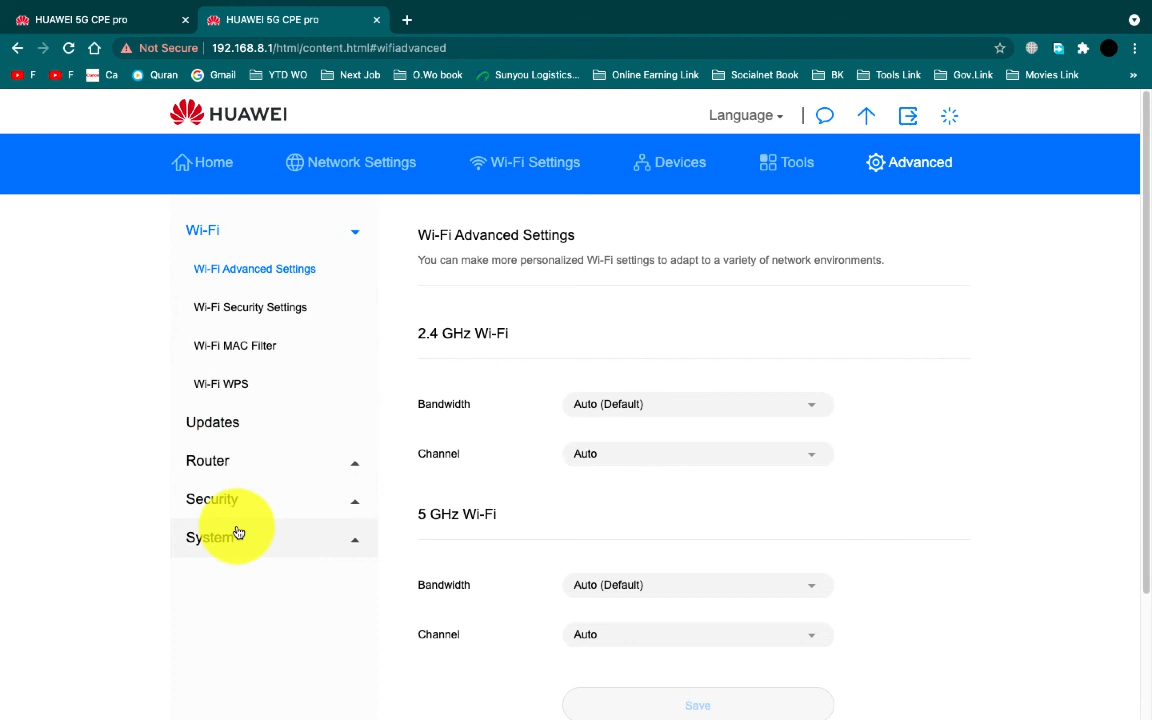 HUAWEI 5G CPE pro
HUAWEI 5G CPE pro
Not Secure 192.168.8.1/html/content.html#wifiadvanced
F F Ca Quran Gmail YTD WO Next Job O.Wo book Sunyou Logistics... Online Earning Link Socialnet Book BK Tools Link Gov.Link Movies Link »
HUAWEI
Language
Home Network Settings Wi-Fi Settings Devices Tools Advanced
Wi-Fi
Wi-Fi Advanced Settings
Wi-Fi Security Settings
Wi-Fi MAC Filter
Wi-Fi WPS
Updates
Router
Security
System
Wi-Fi Advanced Settings
You can make more personalized Wi-Fi settings to adapt to a variety of network environments.
2.4 GHz Wi-Fi
Bandwidth Auto (Default)
Channel Auto
5 GHz Wi-Fi
Bandwidth Auto (Default)
Channel Auto
Save